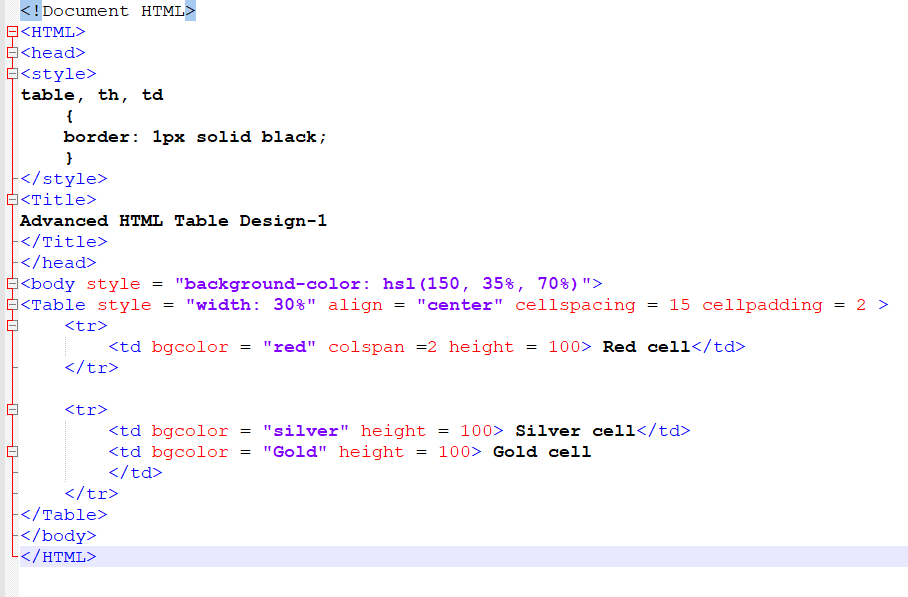 <!Document HTML>
<HTML>
<head>
<style>
table, th, td
{
border: 1px solid black;
}
</style>
<Title>
Advanced HTML Table Design-1
</Title>
</head>
<body style = "background-color: hsl(150, 35%, 70%)">
<Table style = "width: 30%" align = "center" cellspacing = 15 cellpadding = 2 >
<tr>
<td bgcolor = "red" colspan =2 height = 100> Red cell</td>
</tr>
<tr>
<td bgcolor = "silver" height = 100> Silver cell</td>
<td bgcolor = "Gold" height = 100> Gold cell
</td>
</tr>
</Table>
</body>
</HTML>